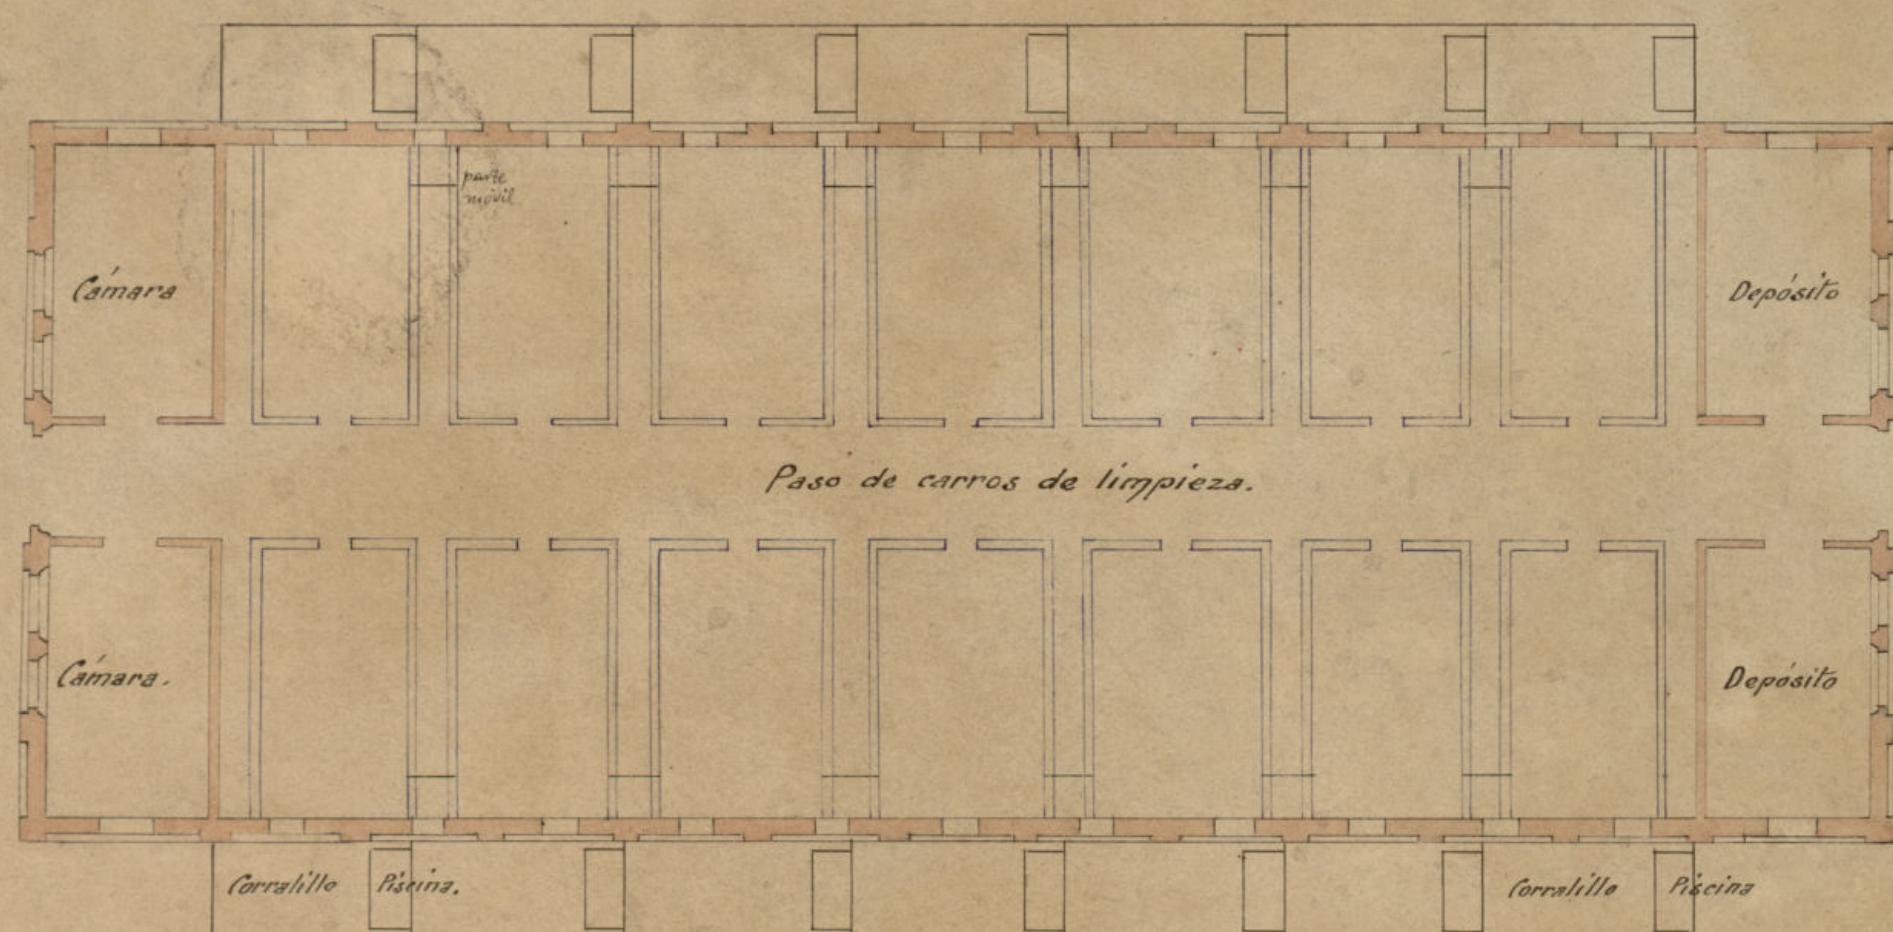 parte
móvil
Cámara
Depósito
Paso de carros de limpieza.
Cámara.
Depósito
Corralillo
Piscina.
Corralillo
Piscina